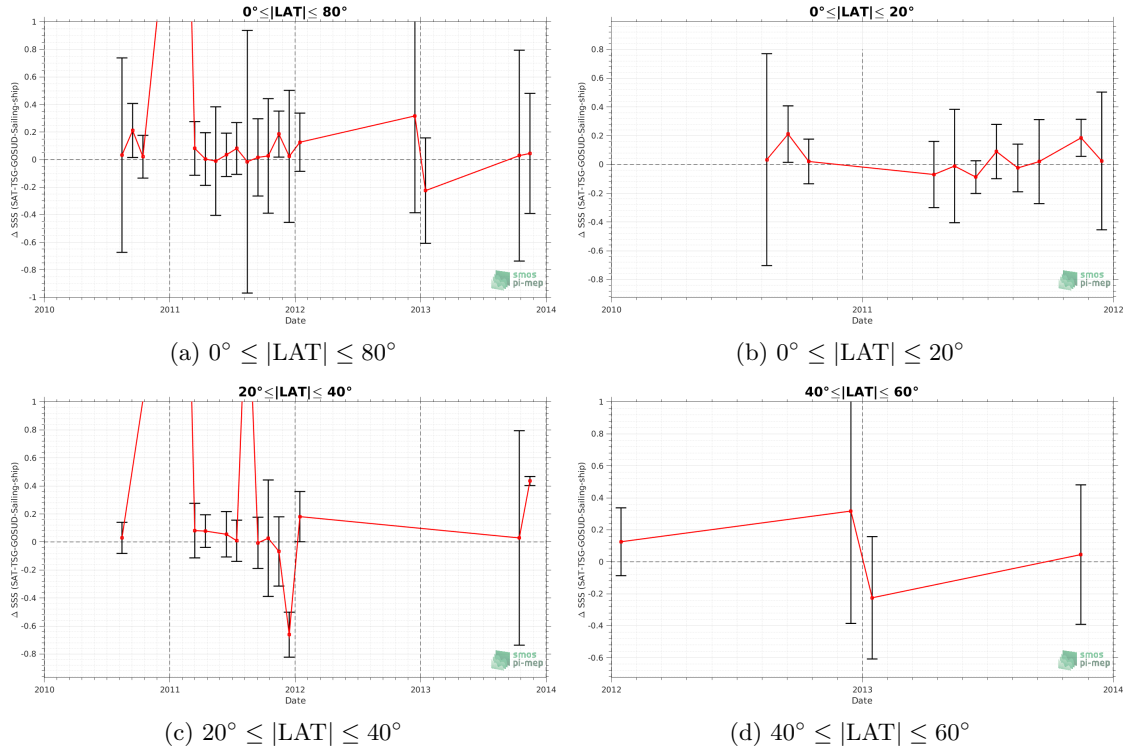 0°≤|LAT|≤ 80°
Δ SSS (SAT-TSG-GOSUD-Sailing-ship)
0.8
0.6
0.4
0.2
0
-0.2
-0.4
-0.6
-0.8
-1
2010
2011
2012
2013
2014
Date
smos
pi-mep
(a) 0° ≤ |LAT| ≤ 80°
0°≤|LAT|≤ 20°
Δ SSS (SAT-TSG-GOSUD-Sailing-ship)
0.8
0.6
0.4
0.2
0
-0.2
-0.4
-0.6
-0.8
2010
2011
2012
Date
smos
pi-mep
(b) 0° ≤ |LAT| ≤ 20°
20°≤|LAT|≤ 40°
Δ SSS (SAT-TSG-GOSUD-Sailing-ship)
1
0.8
0.6
0.4
0.2
0
-0.2
-0.4
-0.6
-0.8
2010
2011
2012
2013
2014
Date
smos
pi-mep
(c) 20° ≤ |LAT| ≤ 40°
40°≤|LAT|≤ 60°
Δ SSS (SAT-TSG-GOSUD-Sailing-ship)
1
0.8
0.6
0.4
0.2
0
-0.2
-0.4
-0.6
2012
2013
2014
Date
smos
pi-mep
(d) 40° ≤ |LAT| ≤ 60°